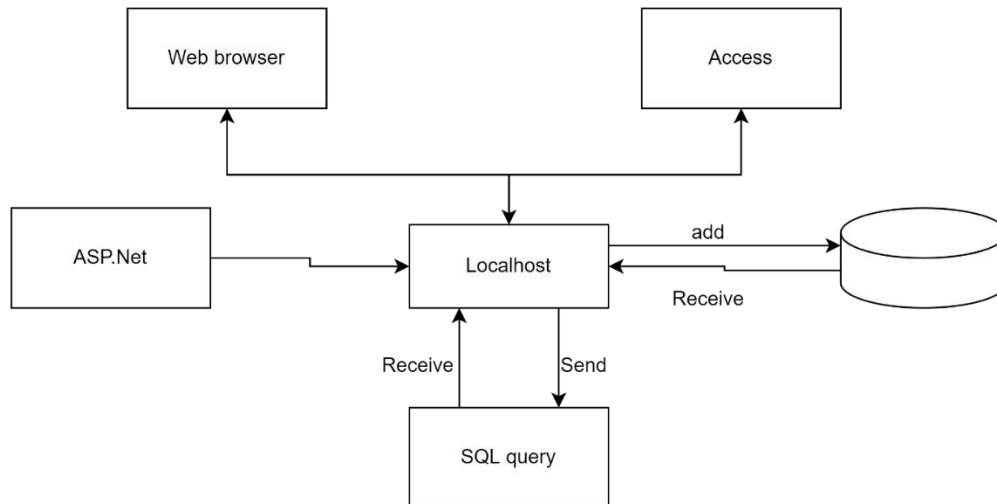 Web browser
Access
ASP.Net
Localhost
add
Receive
Receive
Send
SQL query